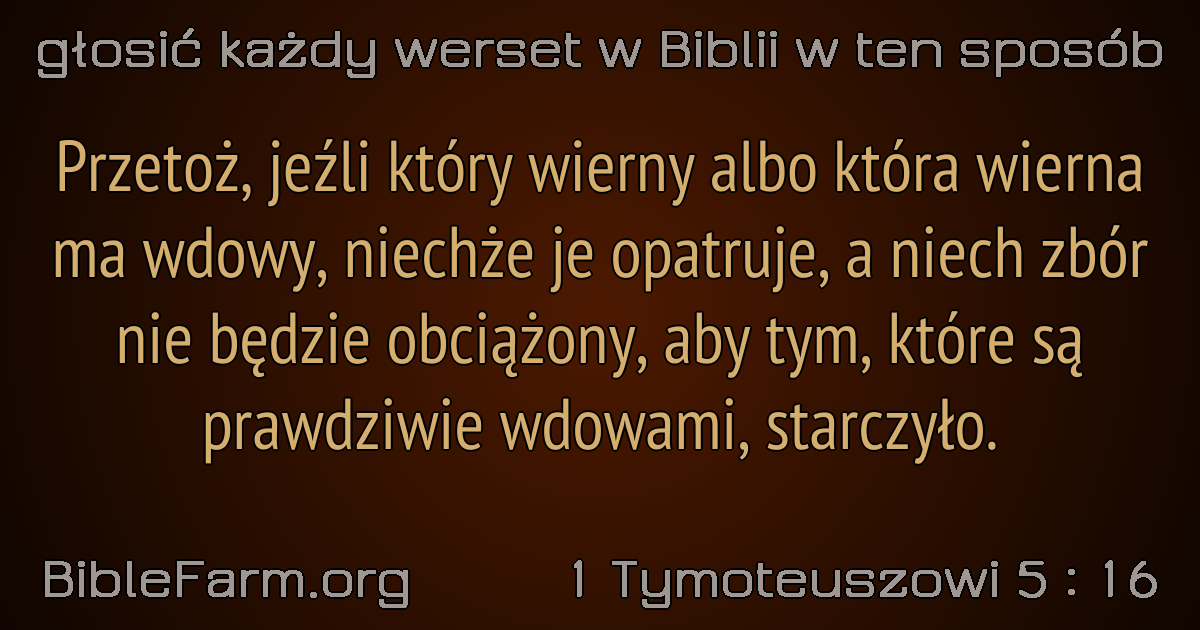 głosić każdy werset w Biblii w ten sposób
Przetoż, jeźli który wierny albo która wierna
ma wdowy, niechże je opatruje, a niech zbór
nie będzie obciążony, aby tym, które są
prawdziwie wdowami, starczyło.
BibleFarm.org 1 Tymoteuszowi 5 : 16